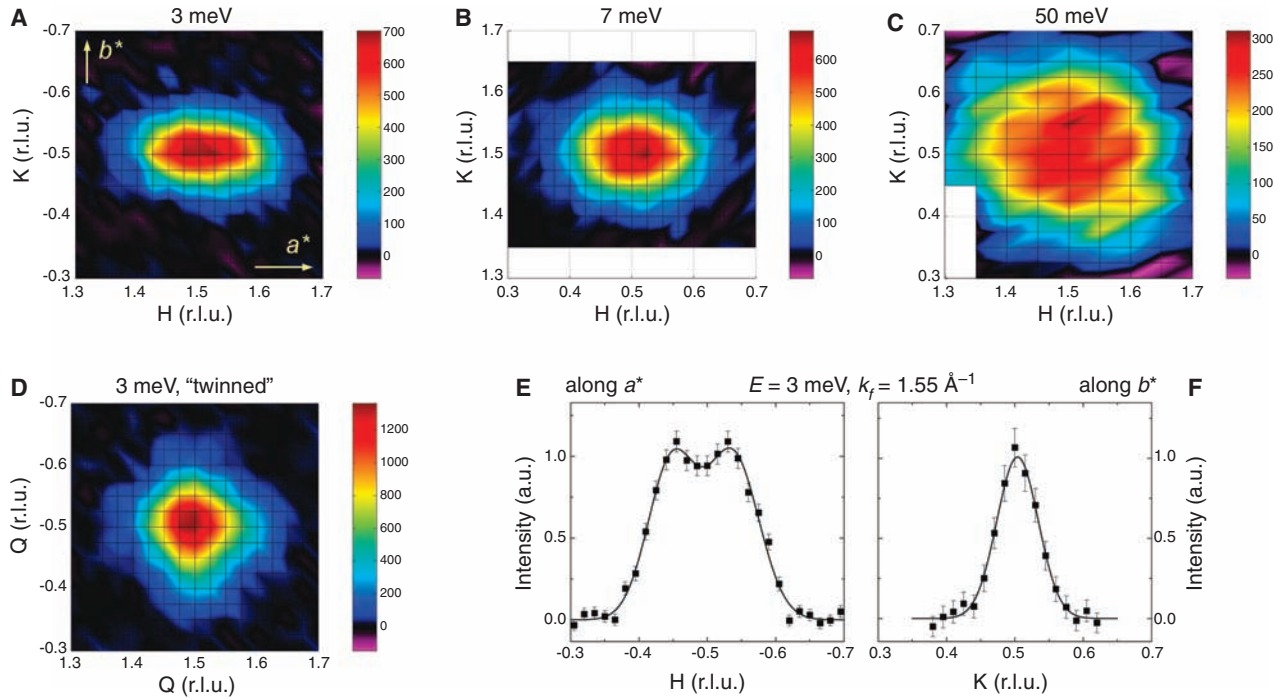 A
3 meV
B
7 meV
C
50 meV
-0.7
-0.6
-0.5
-0.4
-0.3
K (r.l.u.)
b*
a*
1.3 1.4 1.5 1.6 1.7
H (r.l.u.)
700
600
500
400
300
200
100
0
1.7
1.6
1.5
1.4
1.3
K (r.l.u.)
0.3 0.4 0.5 0.6 0.7
H (r.l.u.)
600
500
400
300
200
100
0
0.7
0.6
0.5
0.4
0.3
K (r.l.u.)
1.3 1.4 1.5 1.6 1.7
H (r.l.u.)
300
250
200
150
100
50
0
D
3 meV, “twinned”
-0.7
-0.6
-0.5
-0.4
-0.3
Q (r.l.u.)
1.3 1.4 1.5 1.6 1.7
Q (r.l.u.)
1200
1000
800
600
400
200
0
E
along a*
E = 3 meV, kf = 1.55 Å–1
along b*
F
Intensity (a.u.)
1.0
0.5
0.0
-0.3 -0.4 -0.5 -0.6 -0.7
H (r.l.u.)
0.3 0.4 0.5 0.6 0.7
K (r.l.u.)
1.0
0.5
0.0
Intensity (a.u.)